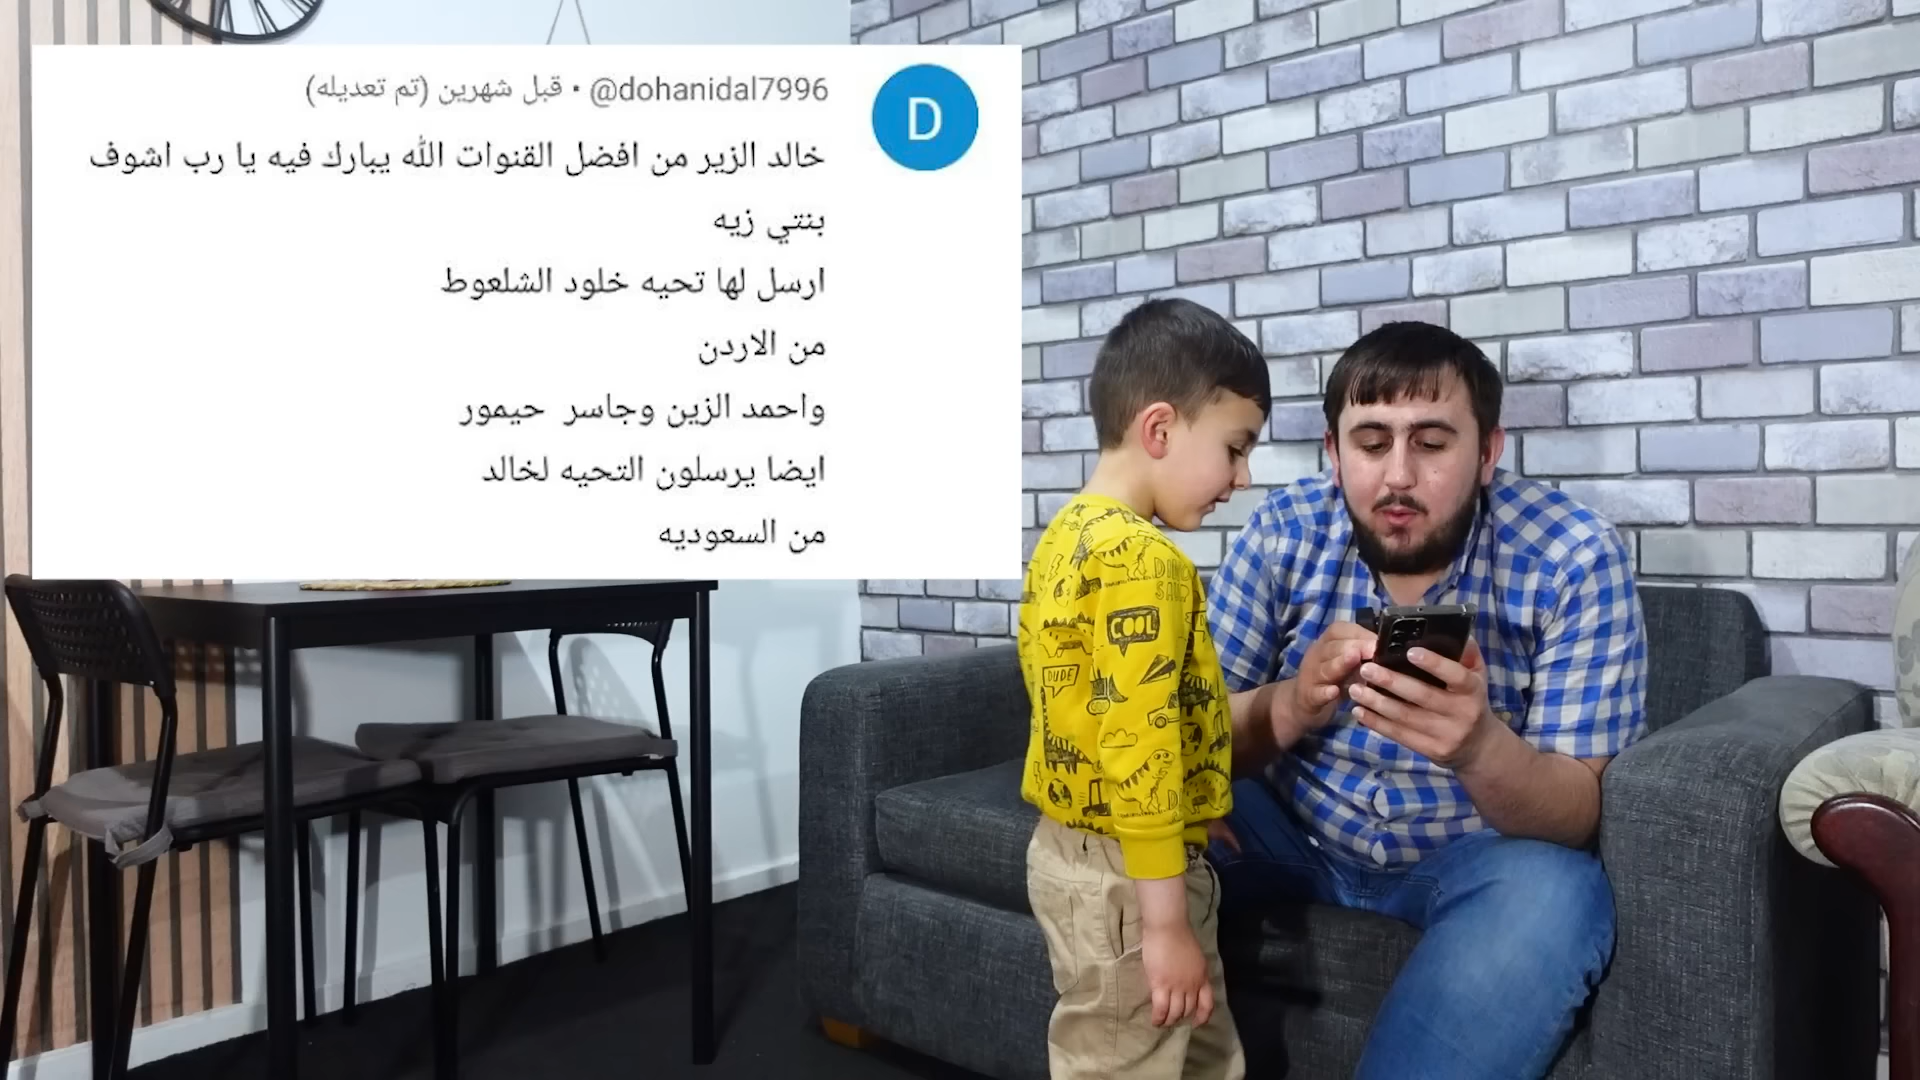 @dohanidal7996 • قبل شهرين (تم تعديله)
D
خالد الزير من افضل القنوات الله يبارك فيه يا رب اشوف
بنتي زيه
ارسل لها تحيه خلود الشلعوط
من الاردن
واحمد الزين وجاسر حيمور
ايضا يرسلون التحيه لخالد
من السعوديه
COOL
DUDE